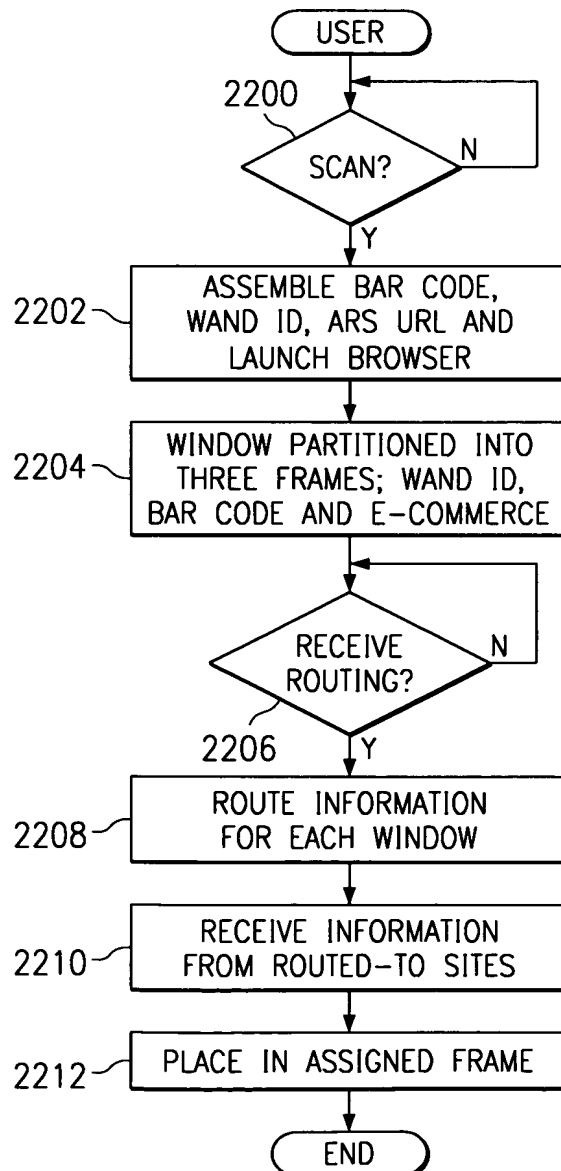 USER
2200
SCAN?
N
Y
2202
ASSEMBLE BAR CODE,
WAND ID, ARS URL AND
LAUNCH BROWSER
2204
WINDOW PARTITIONED INTO
THREE FRAMES; WAND ID,
BAR CODE AND E-COMMERCE
RECEIVE
ROUTING?
N
2206
Y
2208
ROUTE INFORMATION
FOR EACH WINDOW
2210
RECEIVE INFORMATION
FROM ROUTED-TO SITES
2212
PLACE IN ASSIGNED FRAME
END